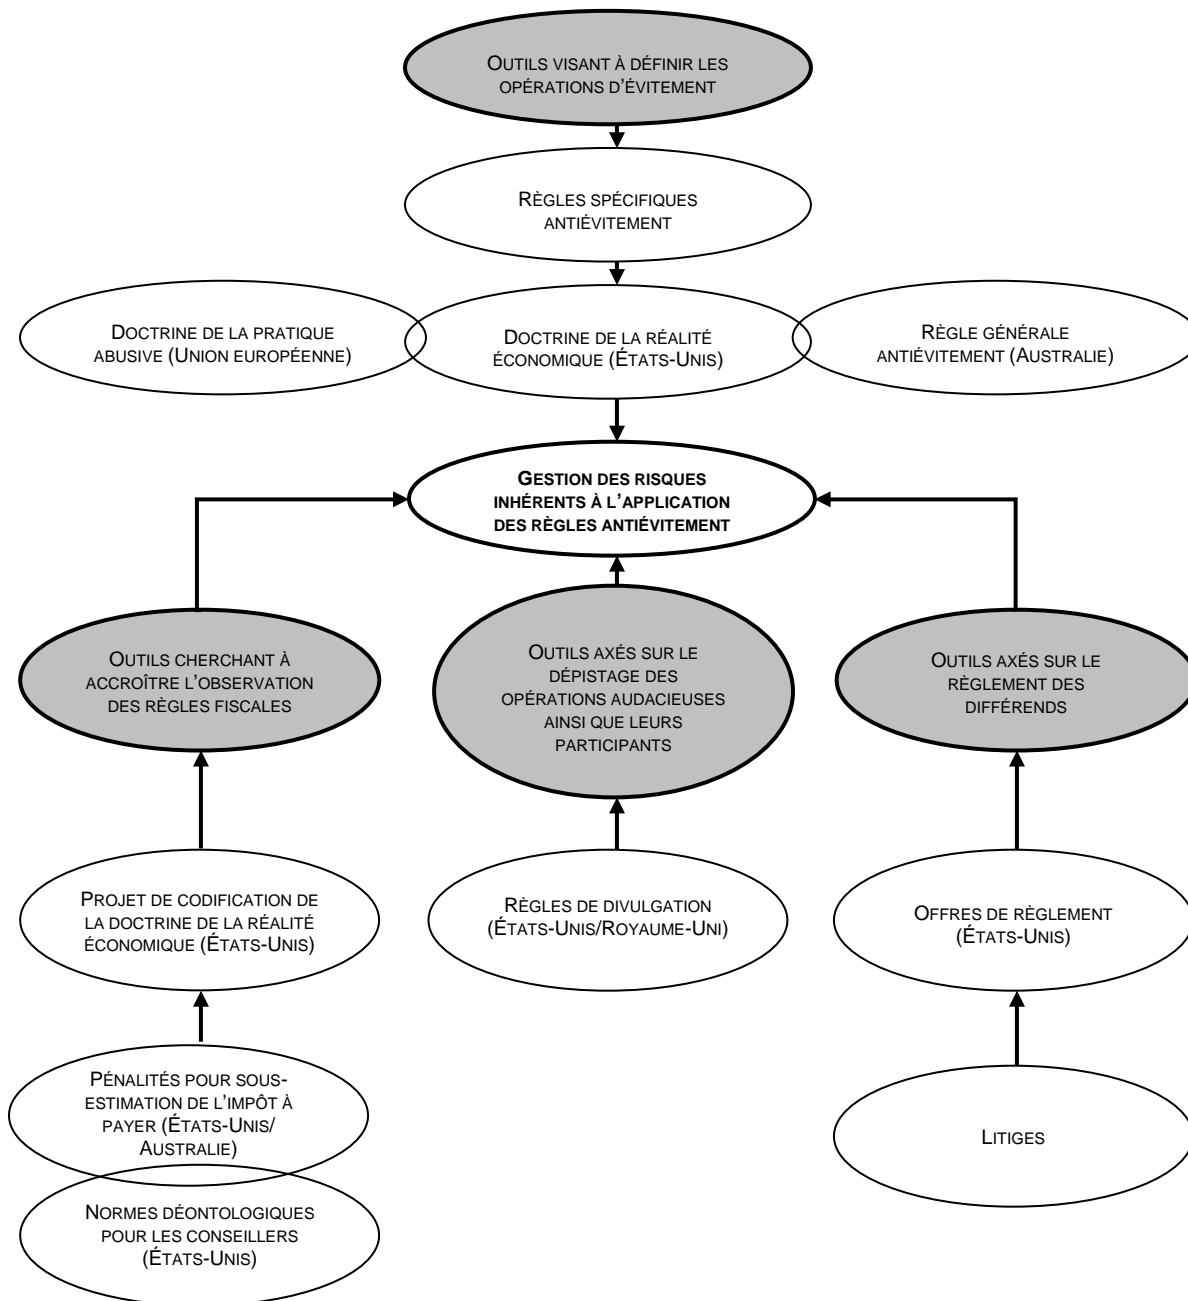 OUTILS VISANT À DÉFINIR LES
OPÉRATIONS D'ÉVITEMENT
RÈGLES SPÉCIFIQUES
ANTIÉVITEMENT
DOCTRINE DE LA PRATIQUE
ABUSIVE (UNION EUROPÉENNE)
DOCTRINE DE LA RÉALITÉ
ÉCONOMIQUE (ÉTATS-UNIS)
RÈGLE GÉNÉRALE
ANTIÉVITEMENT (AUSTRALIE)
GESTION DES RISQUES
INHÉRENTS À L'APPLICATION
DES RÈGLES ANTIÉVITEMENT
OUTILS CHERCHANT À
ACCROÎTRE L'OBSERVATION
DES RÈGLES FISCALES
OUTILS AXÉS SUR LE
DÉPISTAGE DES
OPÉRATIONS AUDACIEUSES
AINSI QUE LEURS
PARTICIPANTS
OUTILS AXÉS SUR LE
RÈGLEMENT DES
DIFFÉRENDS
PROJET DE CODIFICATION DE
LA DOCTRINE DE LA RÉALITÉ
ÉCONOMIQUE (ÉTATS-UNIS)
RÈGLES DE DIVULGATION
(ÉTATS-UNIS/ROYAUME-UNI)
OFFRES DE RÈGLEMENT
(ÉTATS-UNIS)
PÉNALITÉS POUR SOUS-
ESTIMATION DE L'IMPÔT À
PAYER (ÉTATS-UNIS/
AUSTRALIE)
LITIGES
NORMES DÉONTOLOGIQUES
POUR LES CONSEILLERS
(ÉTATS-UNIS)